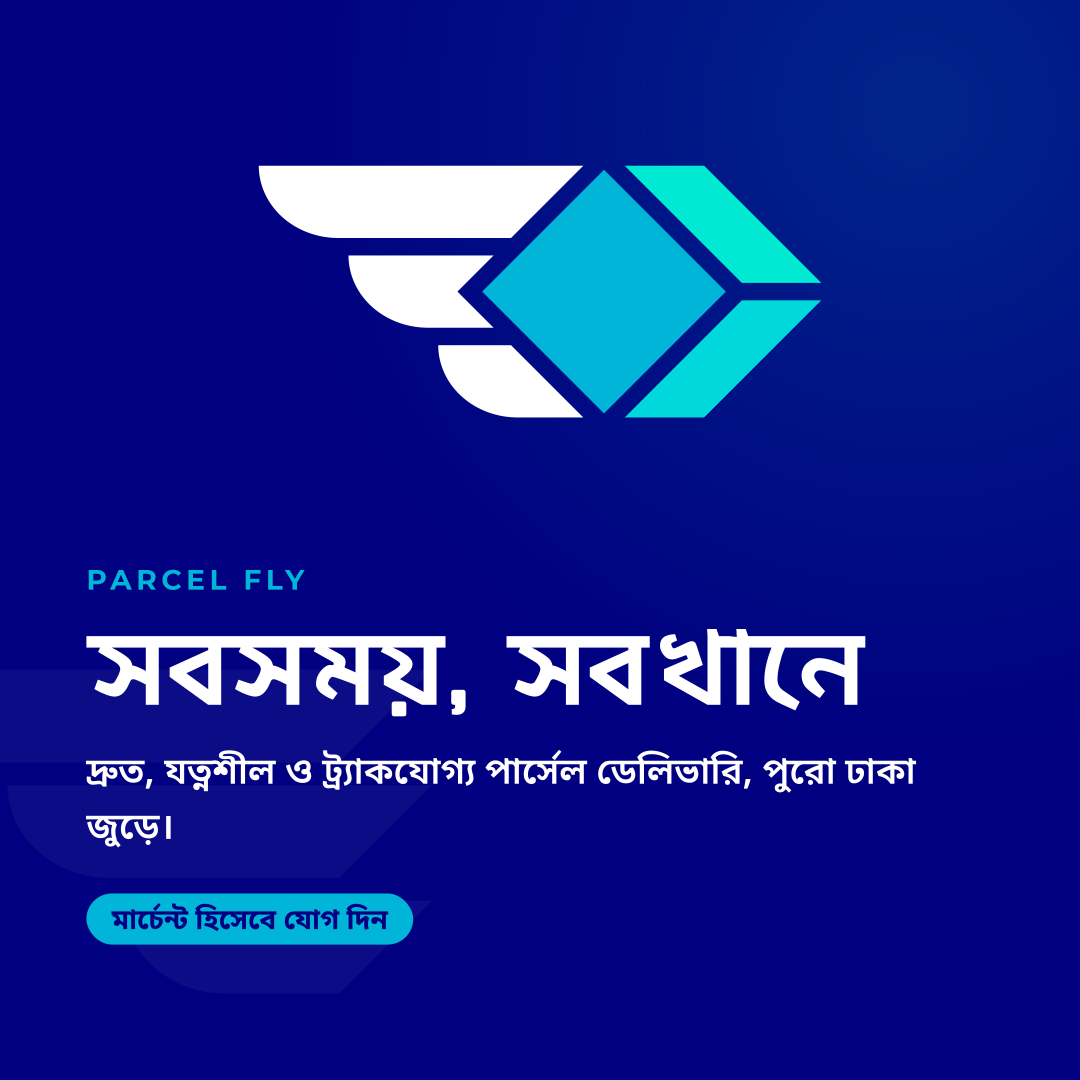 PARCEL FLY
সবসময়, সবখানে
দ্রুত, যত্নশীল ও ট্র্যাকযোগ্য পার্সেল ডেলিভারি, পুরো ঢাকা
জুড়ে।
মার্চেন্ট হিসেবে যোগ দিন